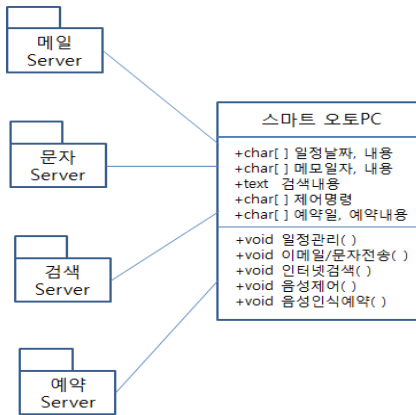 메일
Server
문자
Server
검색
Server
예약
Server
스마트 오토PC
+char[ ] 일정날짜, 내용
+char[ ] 메모일자, 내용
+text 검색내용
+char[ ] 제어명령
+char[ ] 예약일, 예약내용
+void 일정관리( )
+void 이메일/문자전송( )
+void 인터넷검색( )
+void 음성제어( )
+void 음성인식예약( )